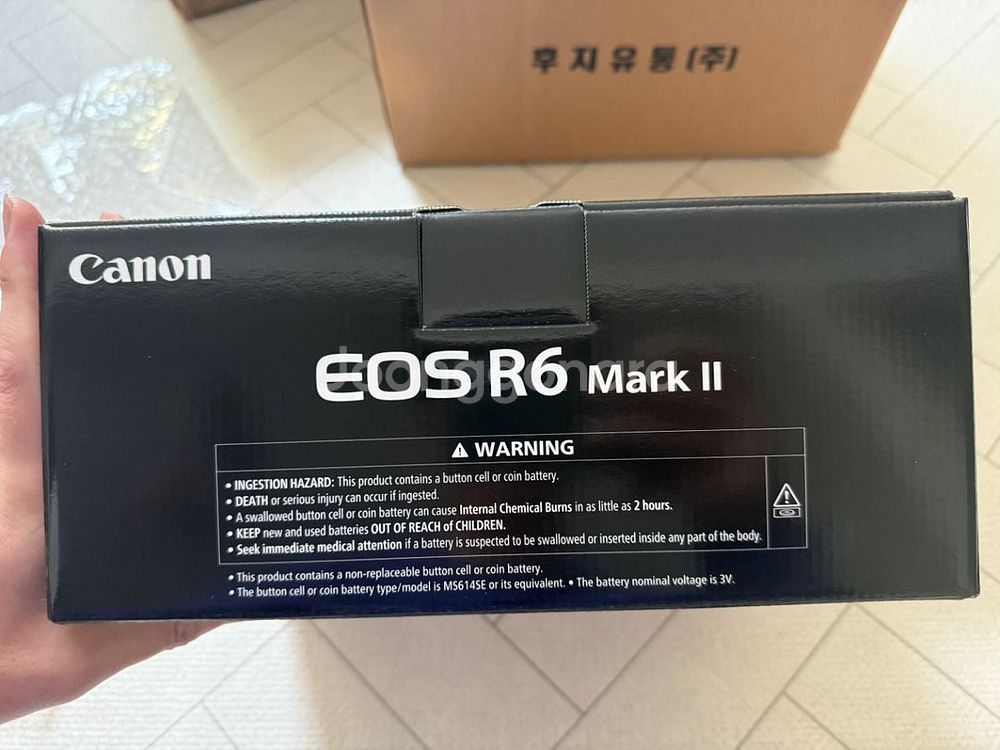 후지유통(주)
Canon
EOS R6 Mark II
Joonggonara
⚠ WARNING
• INGESTION HAZARD: This product contains a button cell or coin battery.
• DEATH or serious injury can occur if ingested.
• A swallowed button cell or coin battery can cause Internal Chemical Burns in as little as 2 hours.
• KEEP new and used batteries OUT OF REACH of CHILDREN.
• Seek immediate medical attention if a battery is suspected to be swallowed or inserted inside any part of the body.
• This product contains a non-replaceable button cell or coin battery.
• The button cell or coin battery type/model is MS614SE or its equivalent. • The battery nominal voltage is 3V.